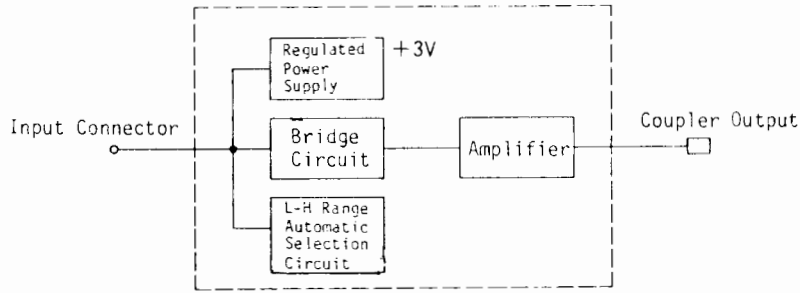 Regulated
Power
Supply
+3V
Input Connector
Bridge
Circuit
Amplifier
Coupler Output
L-H Range
Automatic
Selection
Circuit